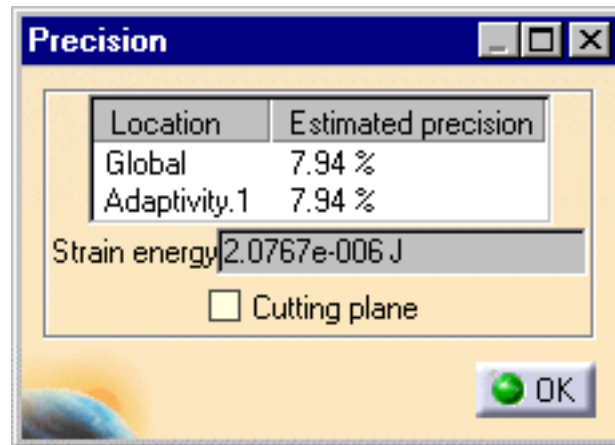 Precision
Location Estimated precision
Global 7.94 %
Adaptivity.1 7.94 %
Strain energy 2.0767e-006 J
Cutting plane
OK